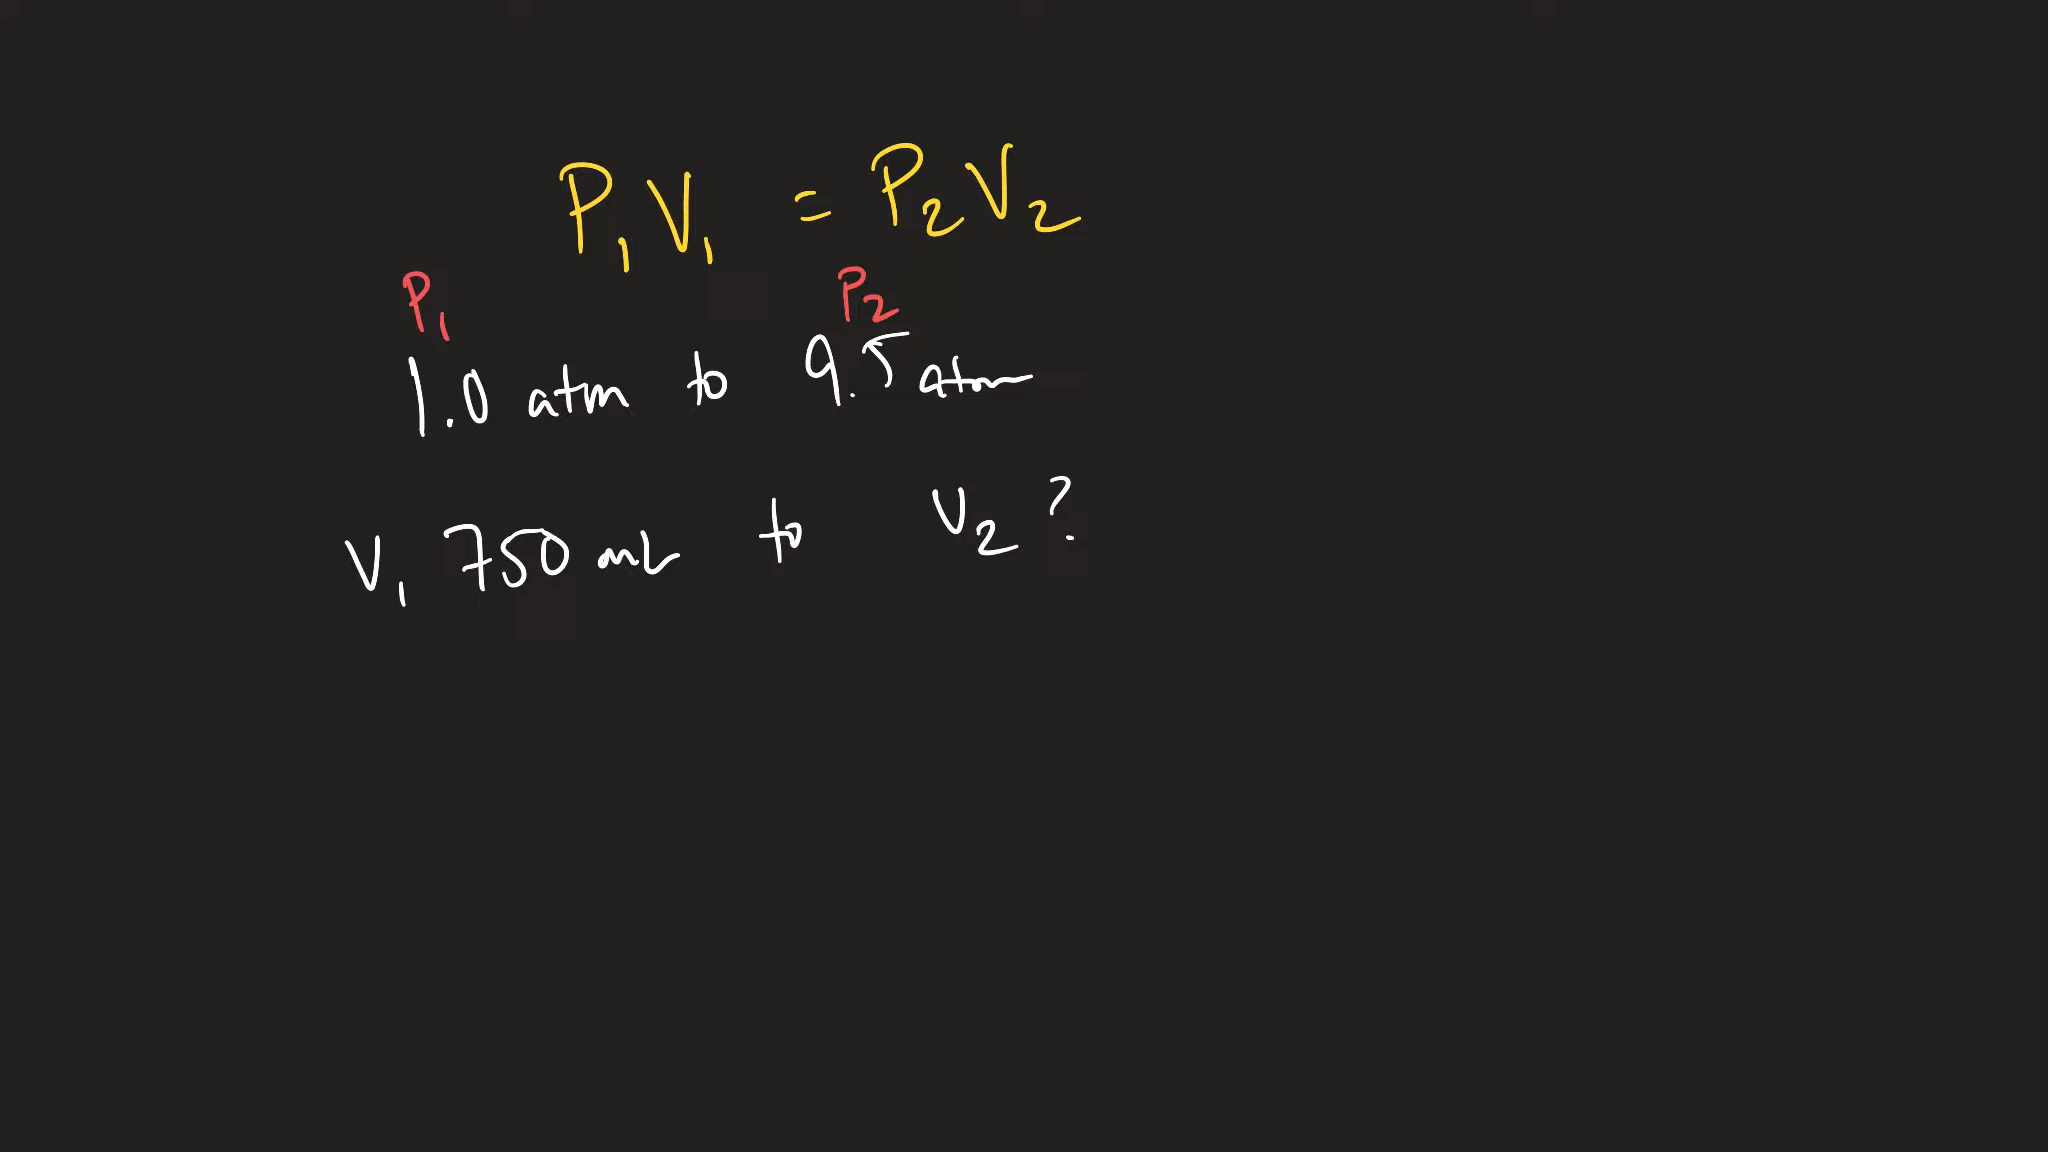 P₁V₁ = P₂V₂
P₁ P₂
1.0 atm to 9.5 atm
V₁ 750 mL to V₂ ?